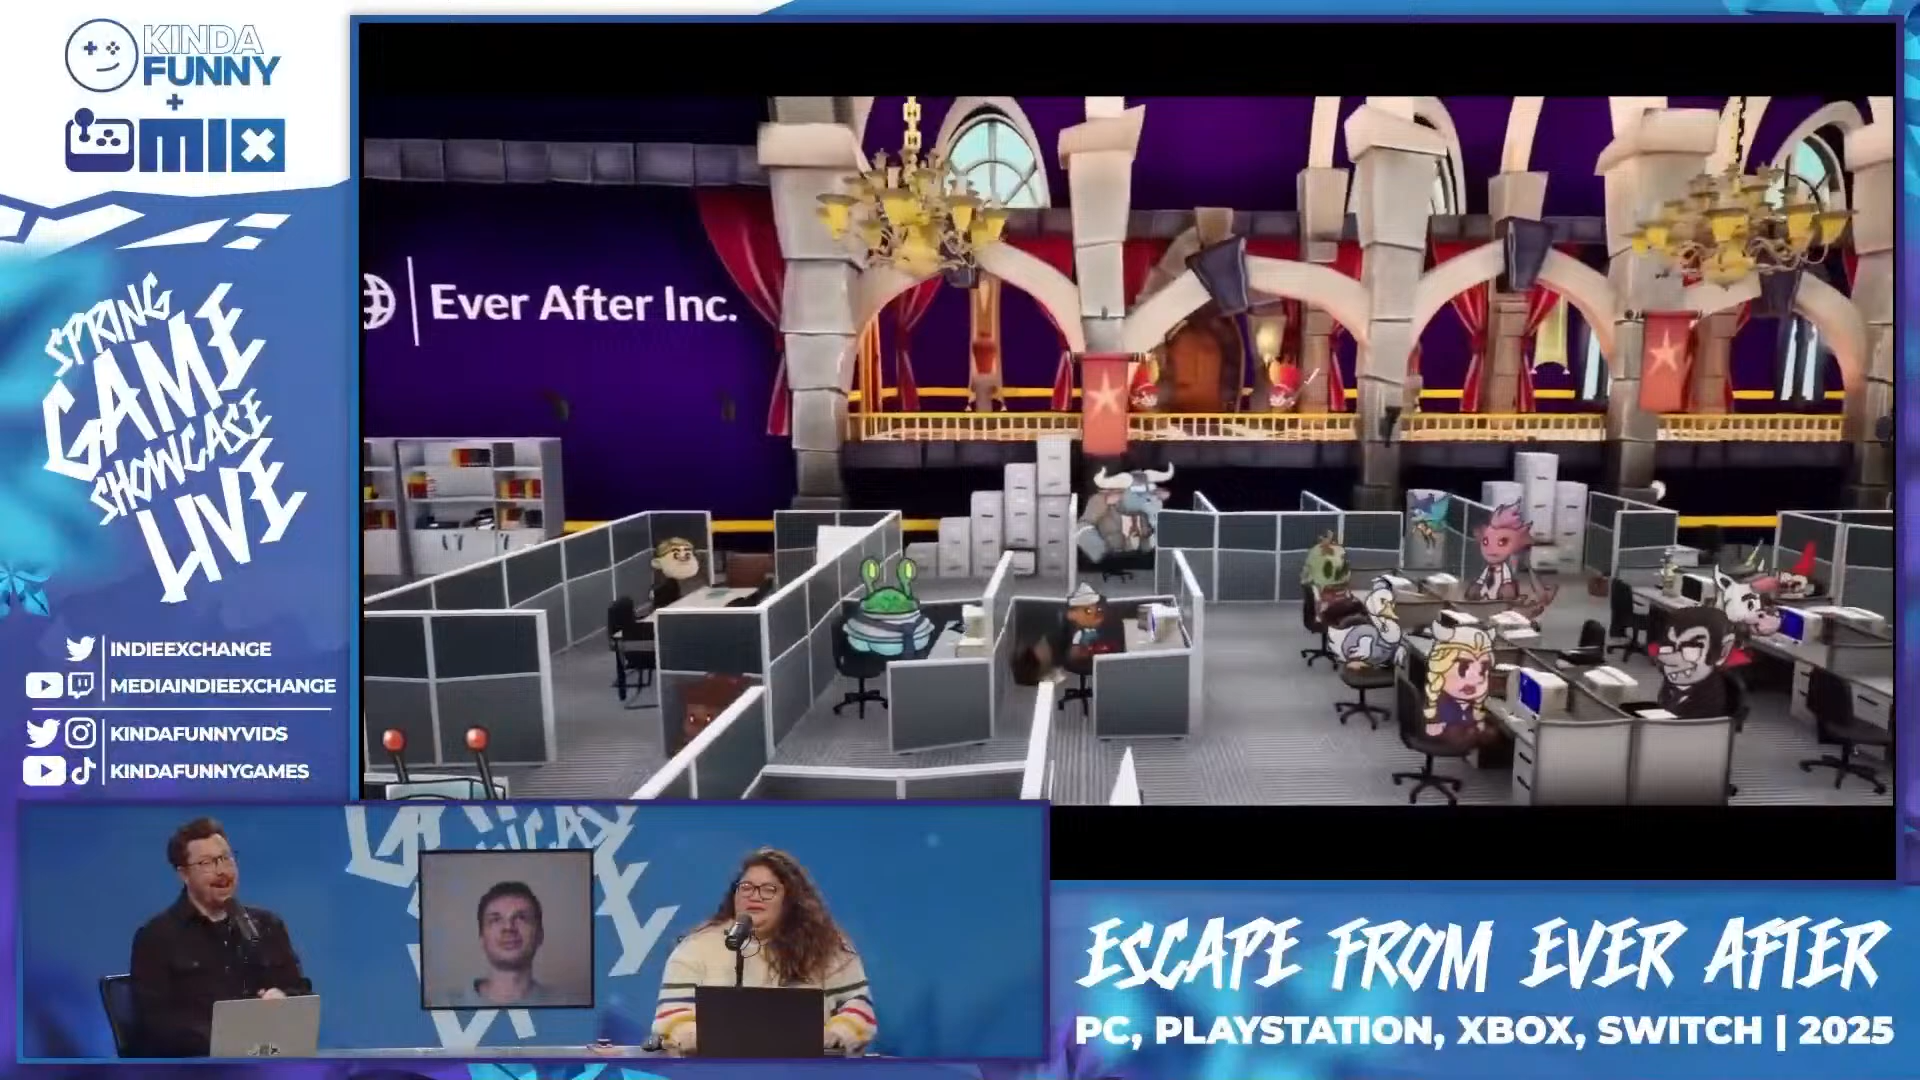 KINDA
FUNNY
+
MIX
SPRING
GAME
SHOWCASE
LIVE
INDIEEXCHANGE
MEDIAINDIEEXCHANGE
KINDAFUNNYVIDS
KINDAFUNNYGAMES
Ever After Inc.
ESCAPE FROM EVER AFTER
PC, PLAYSTATION, XBOX, SWITCH | 2025